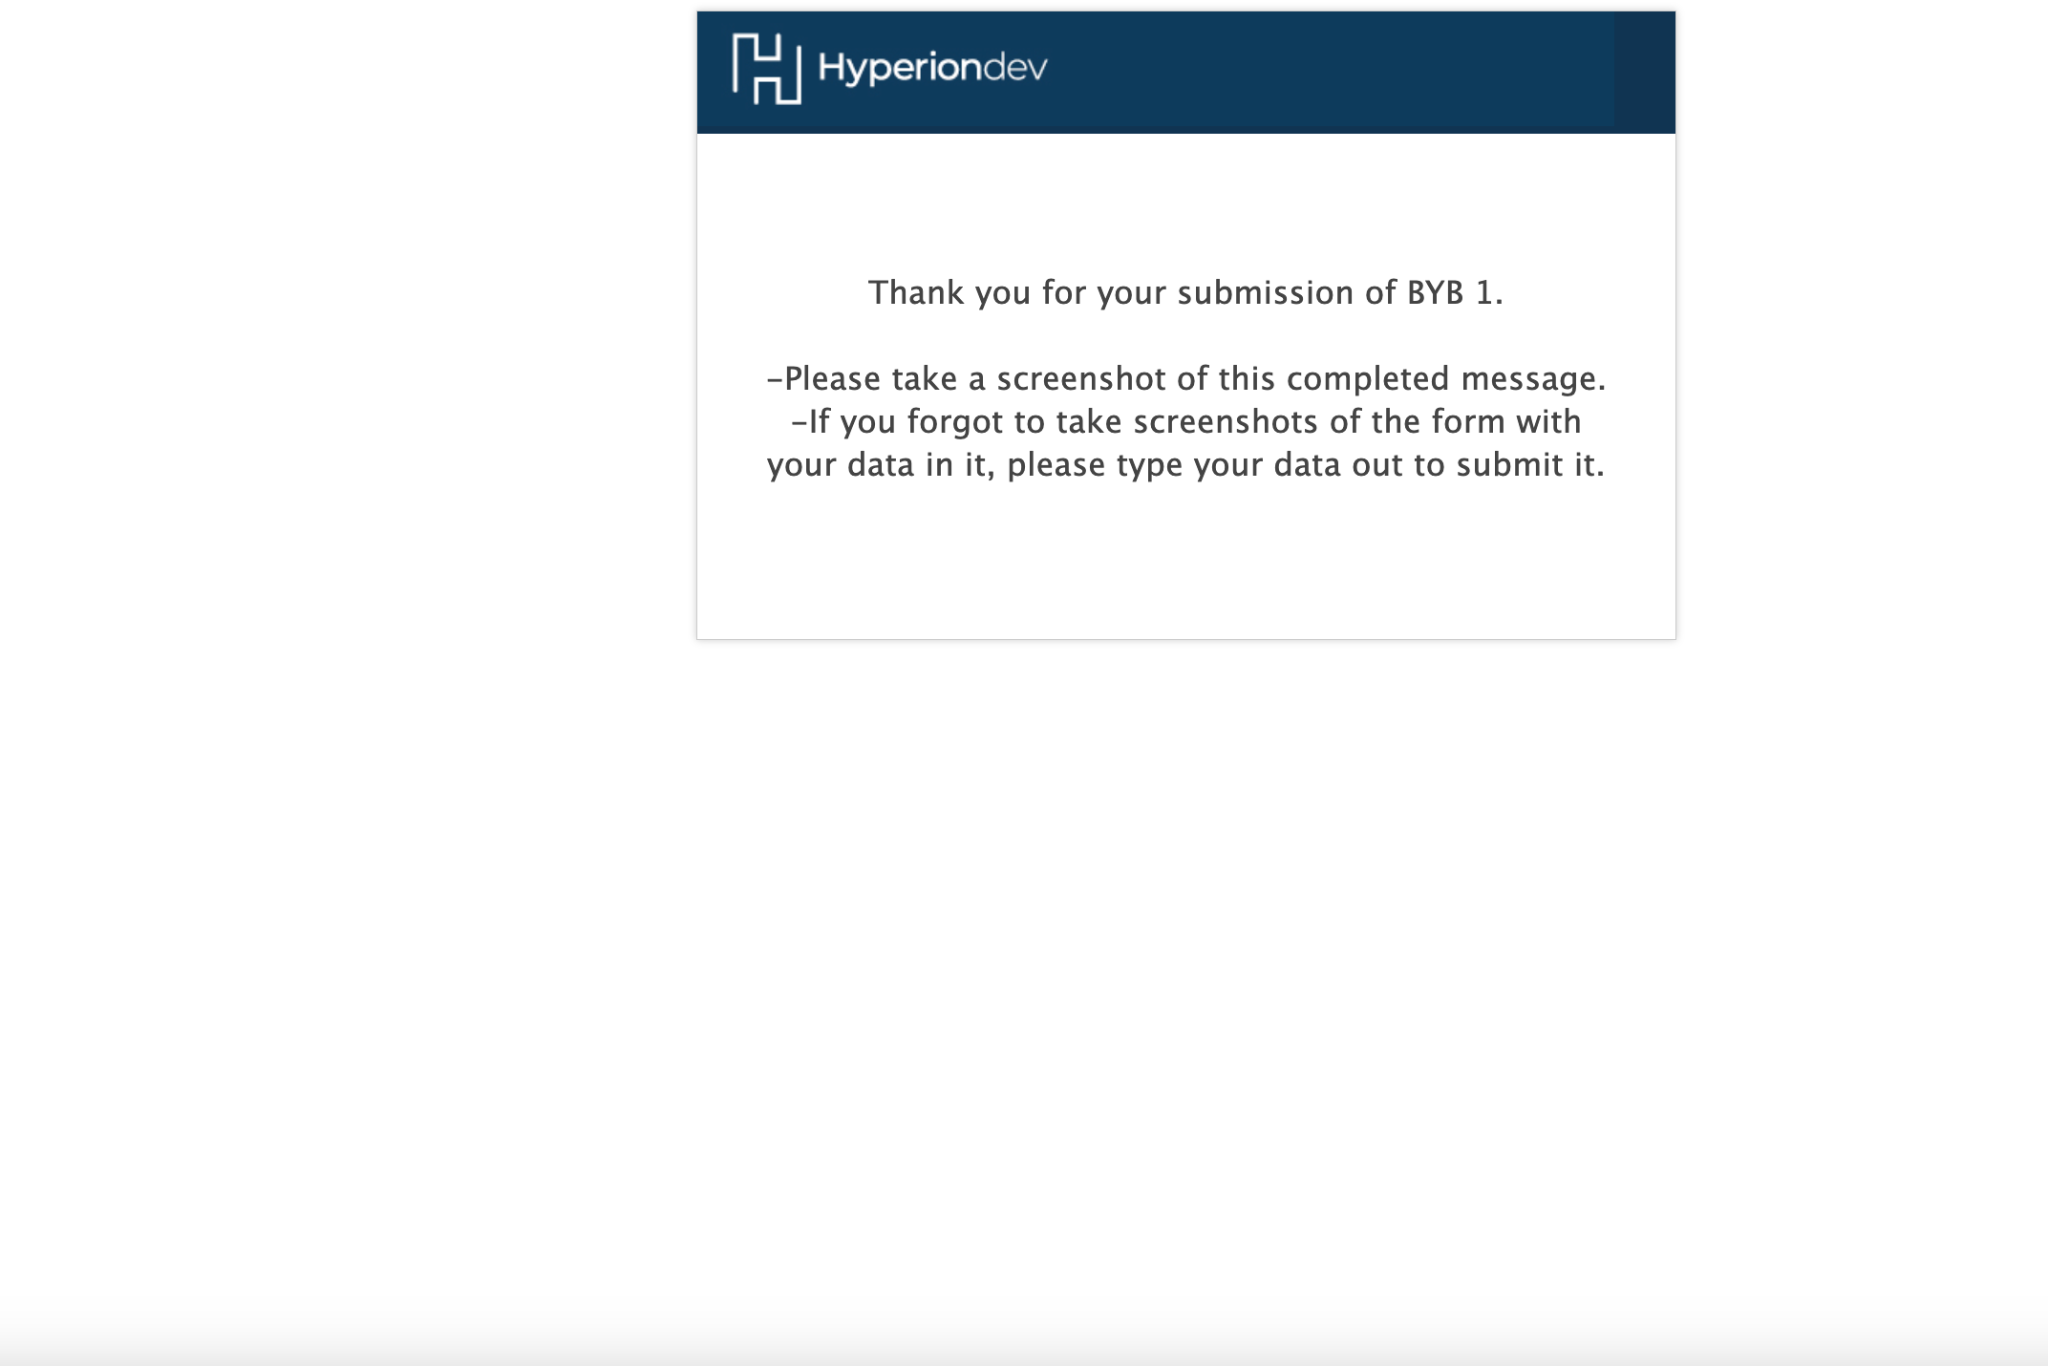 Hyperiondev
Thank you for your submission of BYB 1.
–Please take a screenshot of this completed message.
–If you forgot to take screenshots of the form with
your data in it, please type your data out to submit it.